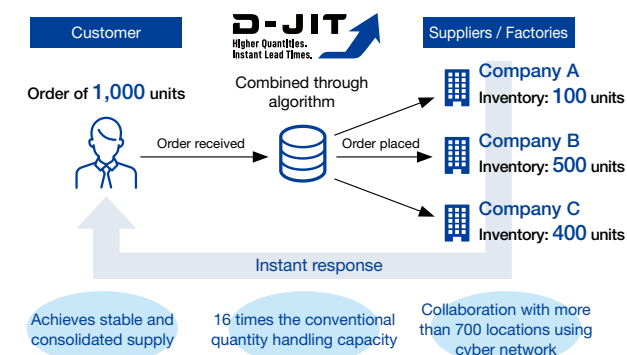 Customer
D-JIT
Higher Quantities.
Instant Lead Times.
Suppliers / Factories
Order of 1,000 units
Combined through
algorithm
Company A
Inventory: 100 units
Order received
Order placed
Company B
Inventory: 500 units
Company C
Inventory: 400 units
Instant response
Achieves stable and
consolidated supply
16 times the conventional
quantity handling capacity
Collaboration with more
than 700 locations using
cyber network